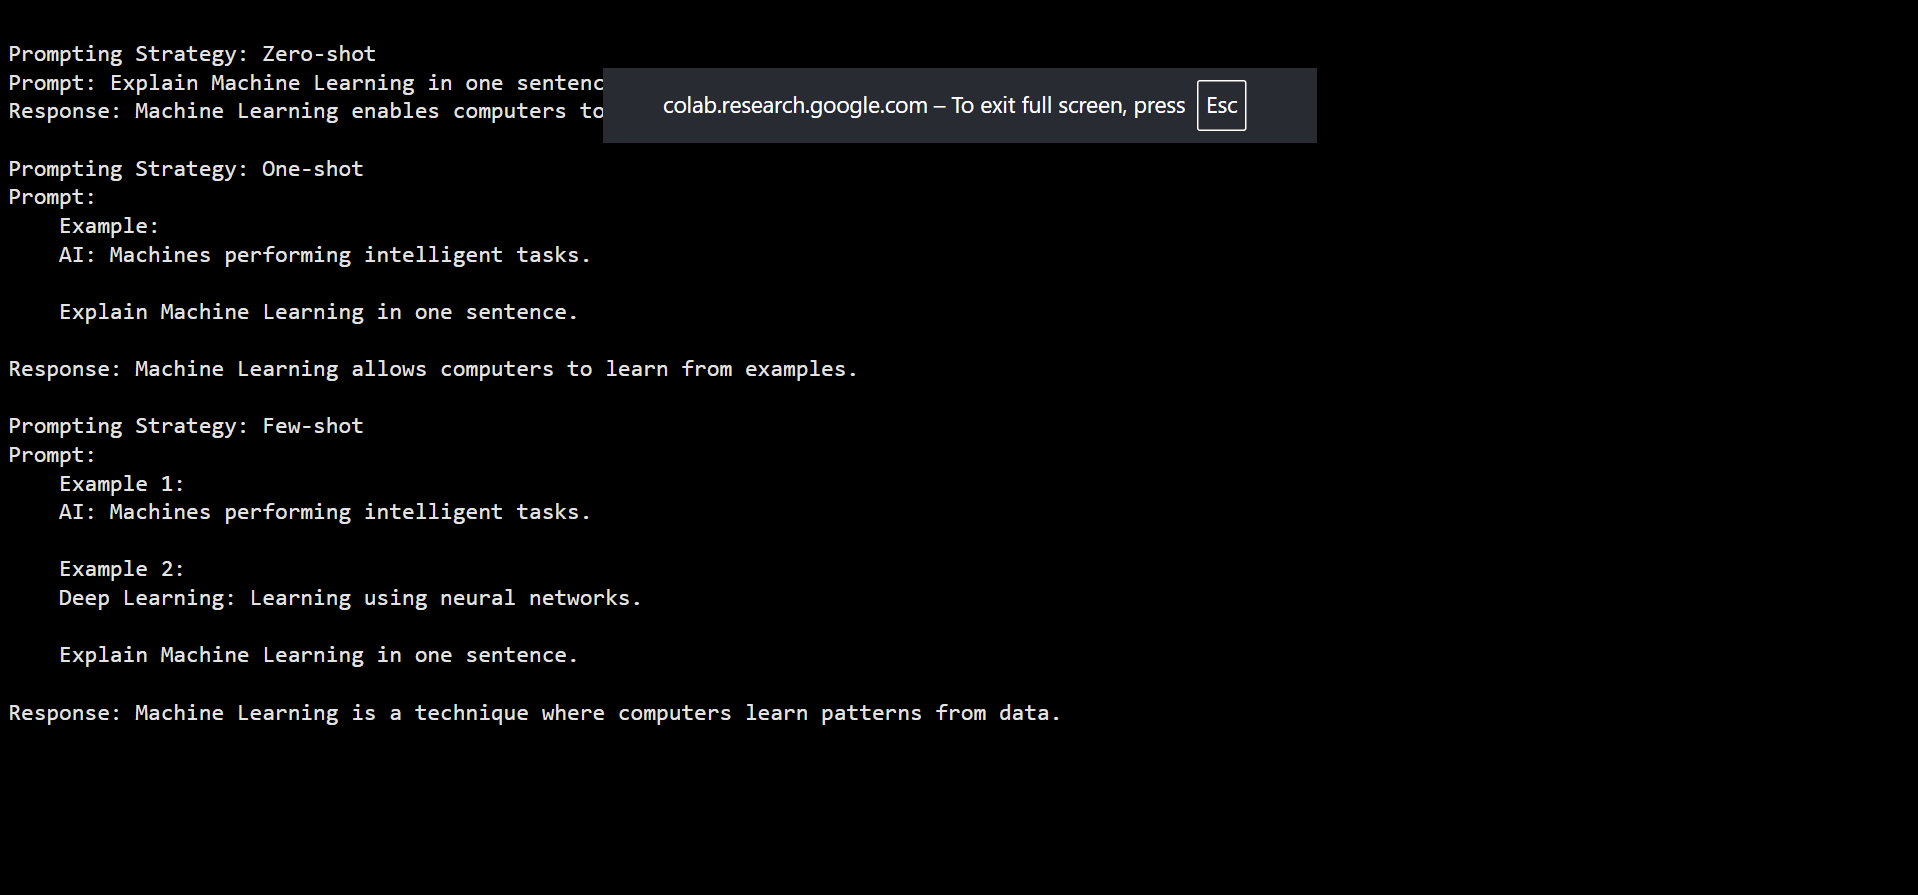 Prompting Strategy: Zero-shot
Prompt: Explain Machine Learning in one sentenc
Response: Machine Learning enables computers to
colab.research.google.com – To exit full screen, press Esc
Prompting Strategy: One-shot
Prompt:
Example:
AI: Machines performing intelligent tasks.
Explain Machine Learning in one sentence.
Response: Machine Learning allows computers to learn from examples.
Prompting Strategy: Few-shot
Prompt:
Example 1:
AI: Machines performing intelligent tasks.
Example 2:
Deep Learning: Learning using neural networks.
Explain Machine Learning in one sentence.
Response: Machine Learning is a technique where computers learn patterns from data.